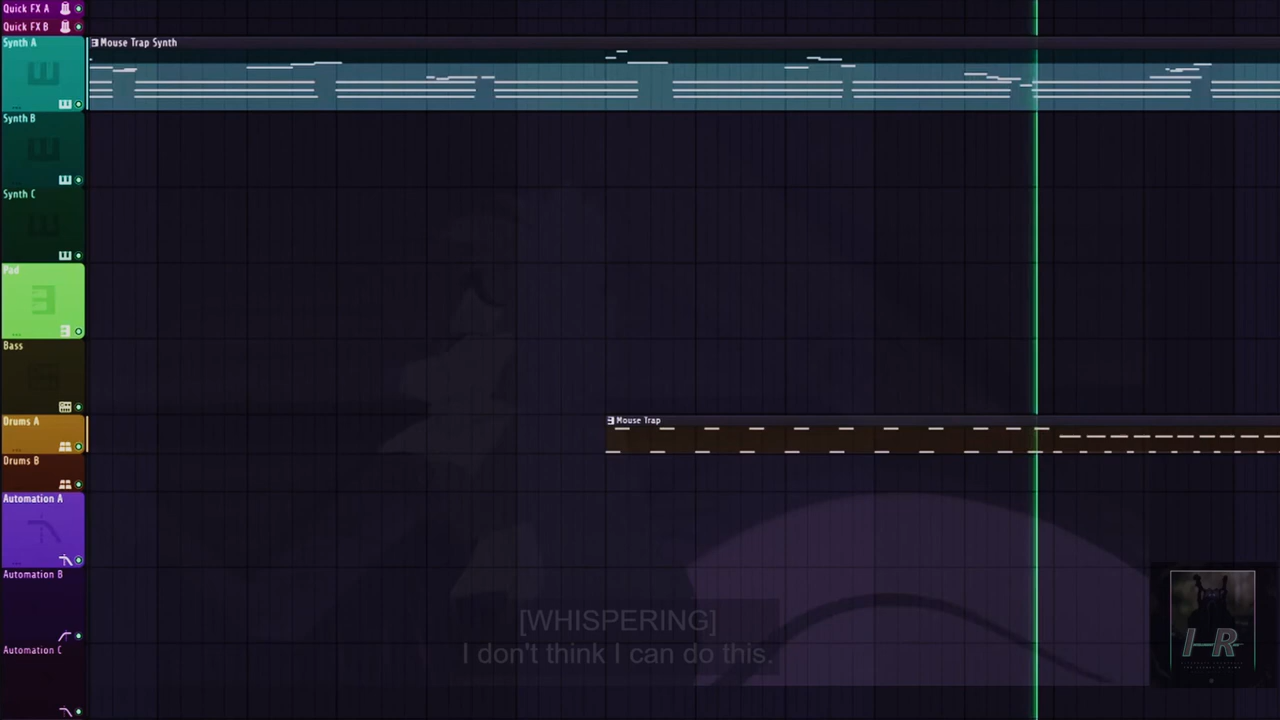 Quick FX A
Quick FX B
Synth A
Mouse Trap Synth
Synth B
Synth C
Pad
Bass
Drums A
Mouse Trap
Drums B
Automation A
Automation B
[WHISPERING]
I don't think I can do this.
Automation C
I-R